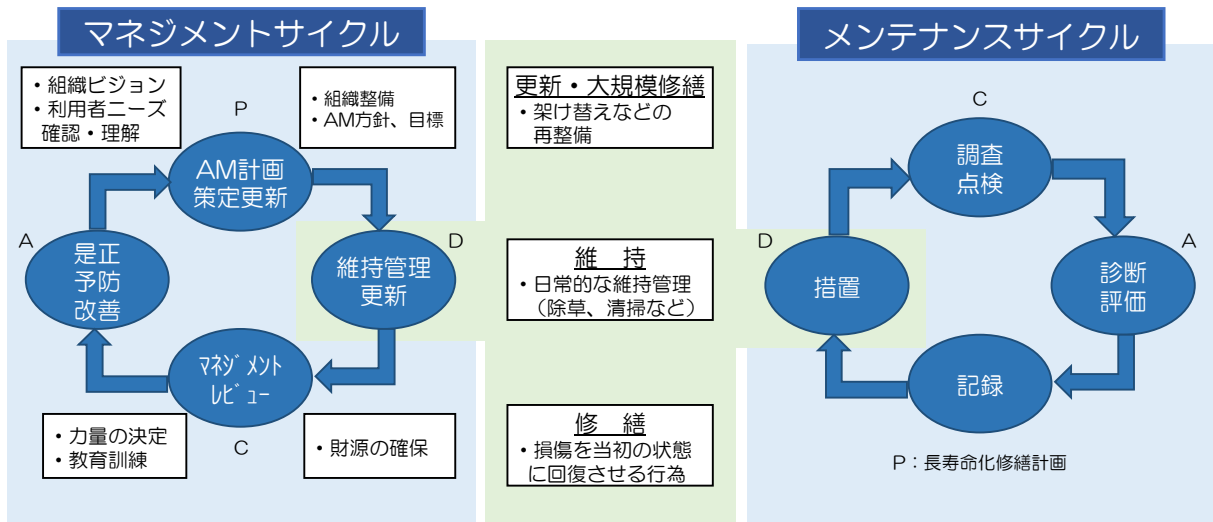 マネジメントサイクル
・組織ビジョン
・利用者ニーズ
確認・理解
P
・組織整備
・AM方針、目標
AM計画
策定更新
A
是正
予防
改善
D
維持管理
更新
ﾏﾈｼﾞﾒﾝﾄ
ﾚﾋﾞｭｰ
・力量の決定
・教育訓練
C
・財源の確保
更新・大規模修繕
・架け替えなどの
再整備
維　持
・日常的な維持管理
（除草、清掃など）
修　繕
・損傷を当初の状態
に回復させる行為
メンテナンスサイクル
C
調査
点検
D
措置
A
診断
評価
記録
P：長寿命化修繕計画